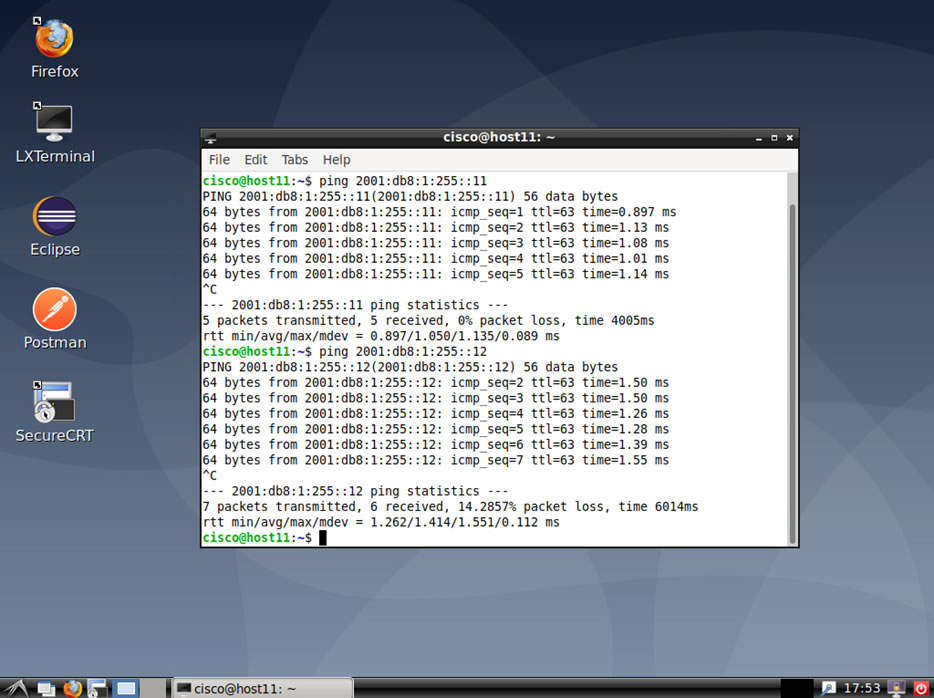 Firefox
LXTerminal
Eclipse
Postman
SecureCRT
cisco@host11: ~
File Edit Tabs Help
cisco@host11:~$ ping 2001:db8:1:255::11
PING 2001:db8:1:255::11(2001:db8:1:255::11) 56 data bytes
64 bytes from 2001:db8:1:255::11: icmp_seq=1 ttl=63 time=0.897 ms
64 bytes from 2001:db8:1:255::11: icmp_seq=2 ttl=63 time=1.13 ms
64 bytes from 2001:db8:1:255::11: icmp_seq=3 ttl=63 time=1.08 ms
64 bytes from 2001:db8:1:255::11: icmp_seq=4 ttl=63 time=1.01 ms
64 bytes from 2001:db8:1:255::11: icmp_seq=5 ttl=63 time=1.14 ms
^C
--- 2001:db8:1:255::11 ping statistics ---
5 packets transmitted, 5 received, 0% packet loss, time 4005ms
rtt min/avg/max/mdev = 0.897/1.050/1.135/0.089 ms
cisco@host11:~$ ping 2001:db8:1:255::12
PING 2001:db8:1:255::12(2001:db8:1:255::12) 56 data bytes
64 bytes from 2001:db8:1:255::12: icmp_seq=2 ttl=63 time=1.50 ms
64 bytes from 2001:db8:1:255::12: icmp_seq=3 ttl=63 time=1.50 ms
64 bytes from 2001:db8:1:255::12: icmp_seq=4 ttl=63 time=1.26 ms
64 bytes from 2001:db8:1:255::12: icmp_seq=5 ttl=63 time=1.28 ms
64 bytes from 2001:db8:1:255::12: icmp_seq=6 ttl=63 time=1.39 ms
64 bytes from 2001:db8:1:255::12: icmp_seq=7 ttl=63 time=1.55 ms
^C
--- 2001:db8:1:255::12 ping statistics ---
7 packets transmitted, 6 received, 14.2857% packet loss, time 6014ms
rtt min/avg/max/mdev = 1.262/1.414/1.551/0.112 ms
cisco@host11:~$
cisco@host11: ~
17:53